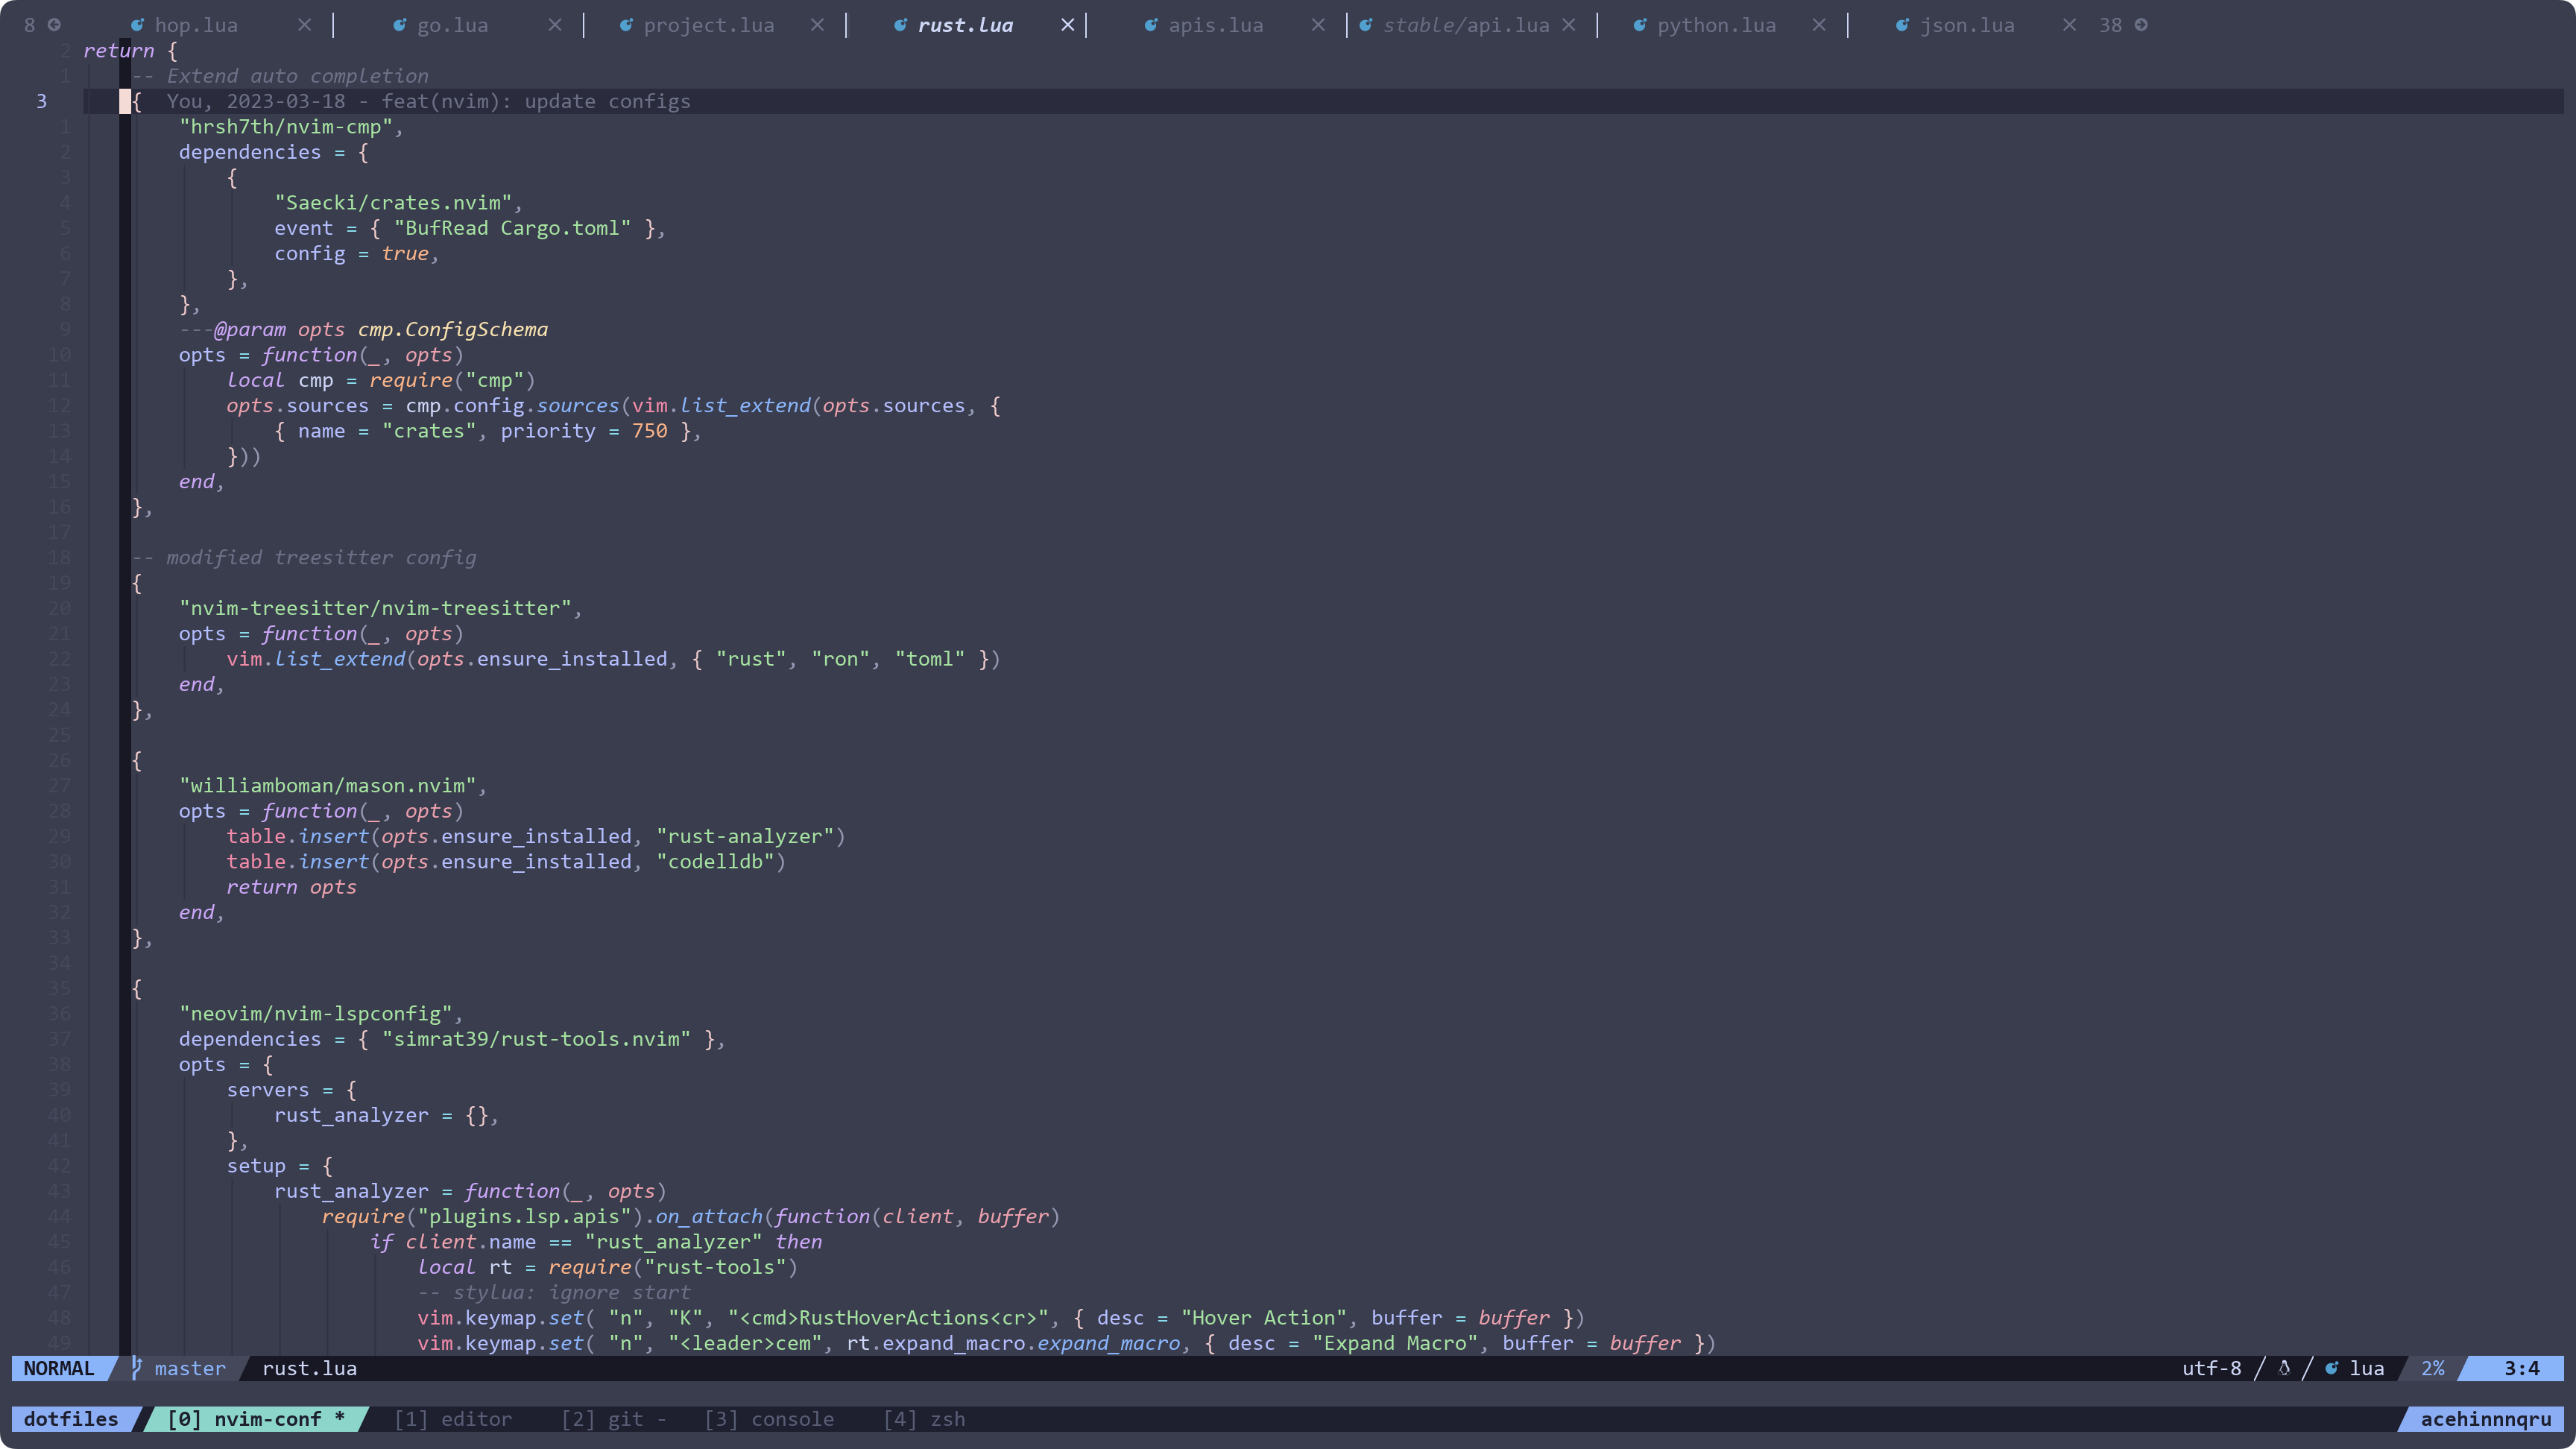 8 hop.lua × go.lua × project.lua × rust.lua × apis.lua × stable/api.lua × python.lua × json.lua × 38
2 return {
1 -- Extend auto completion
3 { You, 2023-03-18 - feat(nvim): update configs
1 "hrsh7th/nvim-cmp",
2 dependencies = {
3 {
4 "Saecki/crates.nvim",
5 event = { "BufRead Cargo.toml" },
6 config = true,
7 },
8 },
9 ---@param opts cmp.ConfigSchema
10 opts = function(_, opts)
11 local cmp = require("cmp")
12 opts.sources = cmp.config.sources(vim.list_extend(opts.sources, {
13 { name = "crates", priority = 750 },
14 }))
15 end,
16 },
17
18 -- modified treesitter config
19 {
20 "nvim-treesitter/nvim-treesitter",
21 opts = function(_, opts)
22 vim.list_extend(opts.ensure_installed, { "rust", "ron", "toml" })
23 end,
24 },
25
26 {
27 "williamboman/mason.nvim",
28 opts = function(_, opts)
29 table.insert(opts.ensure_installed, "rust-analyzer")
30 table.insert(opts.ensure_installed, "codelldb")
31 return opts
32 end,
33 },
34
35 {
36 "neovim/nvim-lspconfig",
37 dependencies = { "simrat39/rust-tools.nvim" },
38 opts = {
39 servers = {
40 rust_analyzer = {},
41 },
42 setup = {
43 rust_analyzer = function(_, opts)
44 require("plugins.lsp.apis").on_attach(function(client, buffer)
45 if client.name == "rust_analyzer" then
46 local rt = require("rust-tools")
47 -- stylua: ignore start
48 vim.keymap.set( "n", "K", "<cmd>RustHoverActions<cr>", { desc = "Hover Action", buffer = buffer })
49 vim.keymap.set( "n", "<leader>cem", rt.expand_macro.expand_macro, { desc = "Expand Macro", buffer = buffer })
NORMAL master rust.lua utf-8 / / lua 2% 3:4
dotfiles [0] nvim-conf * [1] editor [2] git - [3] console [4] zsh acehinnnqru